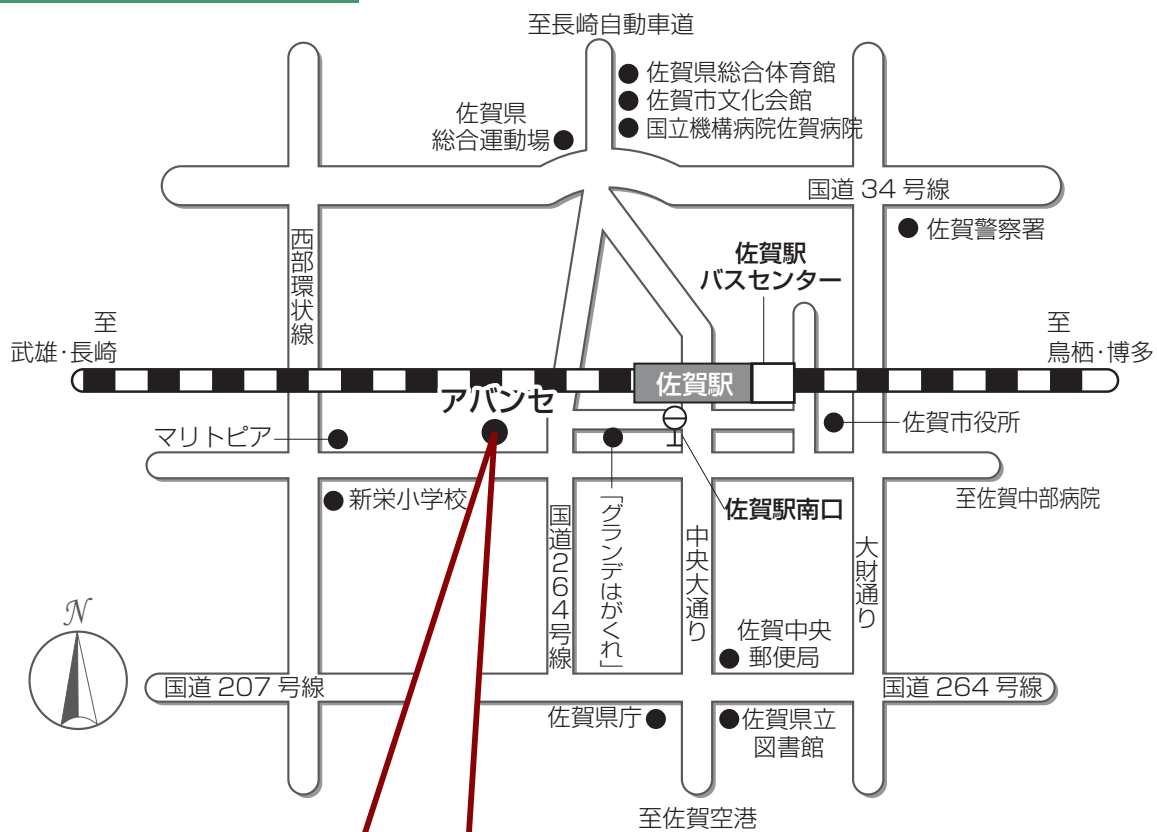 至長崎自動車道
佐賀県総合体育館
佐賀市文化会館
国立機構病院佐賀病院
佐賀県
総合運動場
国道 34 号線
佐賀警察署
西部環状線
佐賀駅
バスセンター
至
武雄・長崎
至
鳥栖・博多
佐賀駅
アバンセ
マリトピア
佐賀市役所
新栄小学校
至佐賀中部病院
佐賀駅南口
国道264号線
「グランデはがくれ」
中央大通り
大財通り
N
佐賀中央
郵便局
国道 207 号線
国道 264 号線
佐賀県庁
佐賀県立
図書館
至佐賀空港